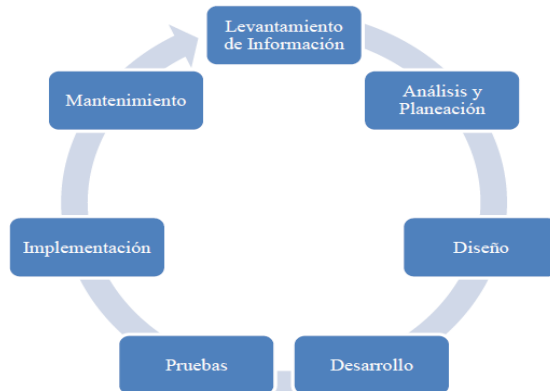 Levantamiento
de Información
Análisis y
Planeación
Diseño
Desarrollo
Pruebas
Implementación
Mantenimiento